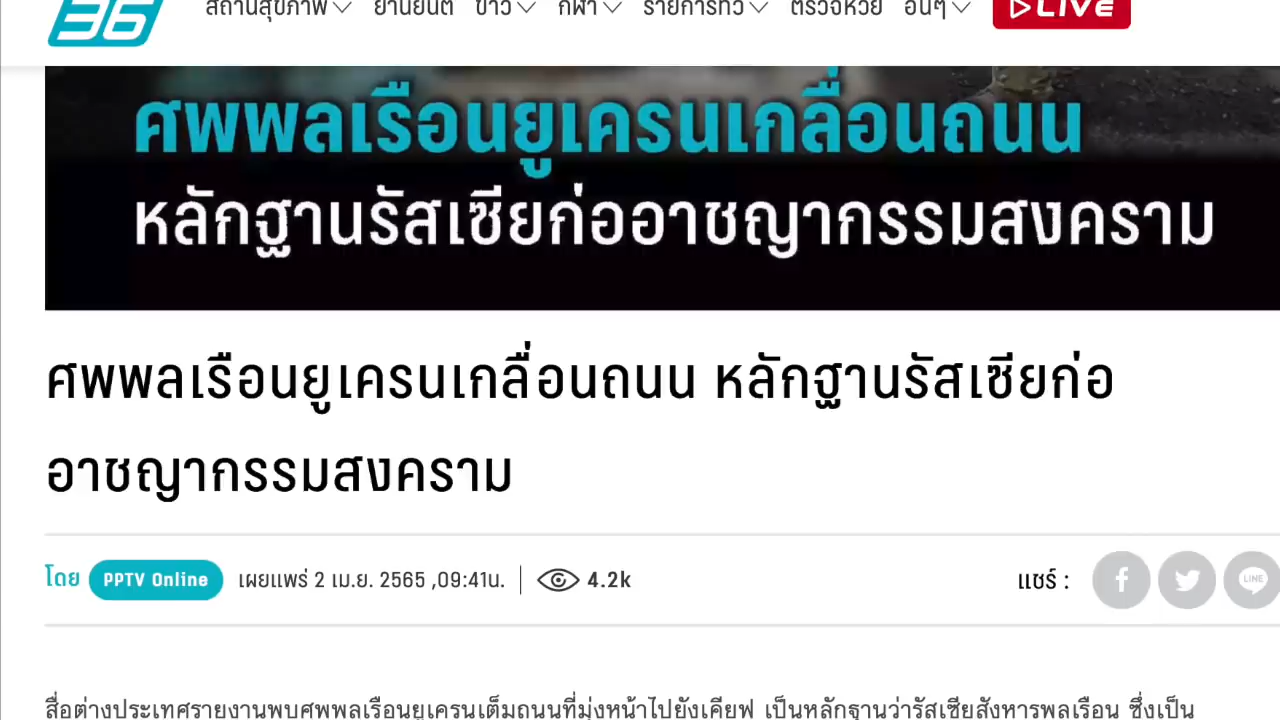 36 สถานีสุขภาพ ยานยนต์ ข่าว กีฬา รายการทีวี ตรวจหวย อื่นๆ LIVE
ศพพลเรือนยูเครนเกลื่อนถนน
หลักฐานรัสเซียก่ออาชญากรรมสงคราม
ศพพลเรือนยูเครนเกลื่อนถนน หลักฐานรัสเซียก่อ
อาชญากรรมสงคราม
โดย PPTV Online เผยแพร่ 2 เม.ย. 2565 ,09:41น. 4.2k แชร์ : LINE
สื่อต่างประเทศรายงานพบศพพลเรือนยูเครนเต็มถนนที่มุ่งหน้าไปยังเคียฟ เป็นหลักฐานว่ารัสเซียสังหารพลเรือน ซึ่งเป็น